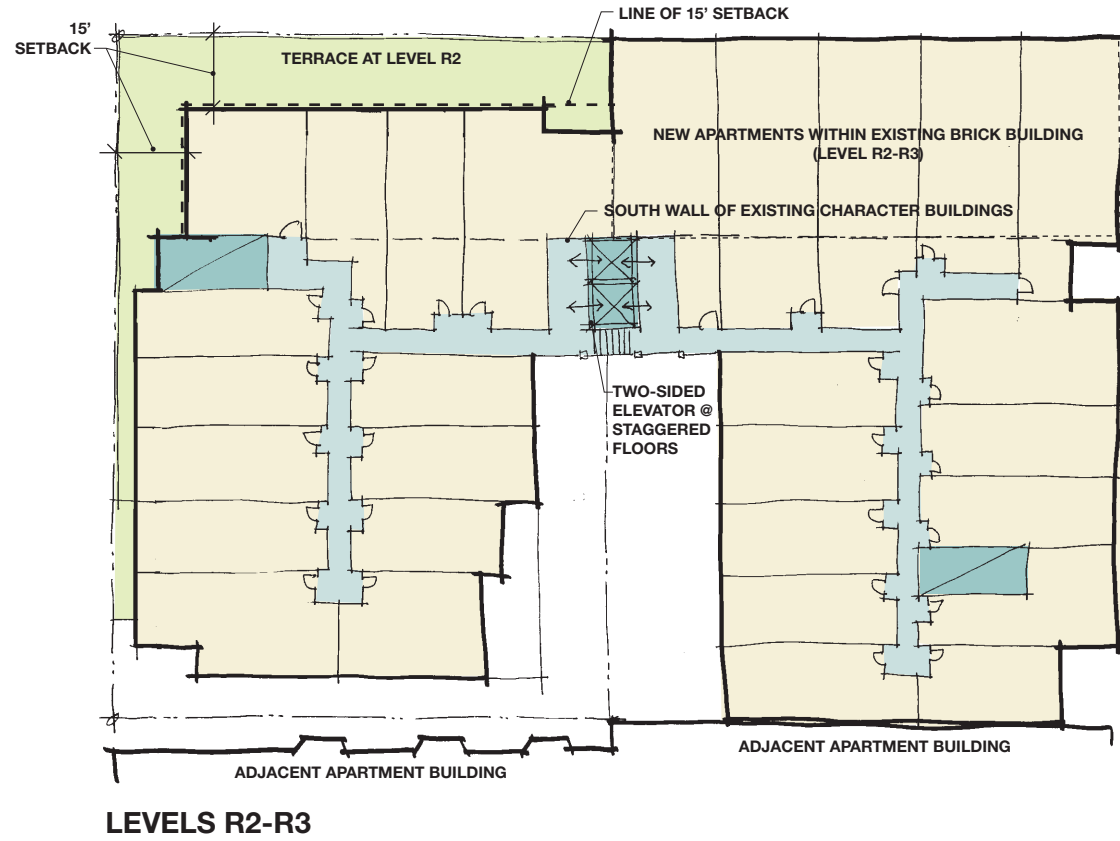 LINE OF 15’ SETBACK
15’
SETBACK
TERRACE AT LEVEL R2
NEW APARTMENTS WITHIN EXISTING BRICK BUILDING
(LEVEL R2-R3)
SOUTH WALL OF EXISTING CHARACTER BUILDINGS
TWO-SIDED
ELEVATOR @
STAGGERED
FLOORS
ADJACENT APARTMENT BUILDING
ADJACENT APARTMENT BUILDING
LEVELS R2-R3